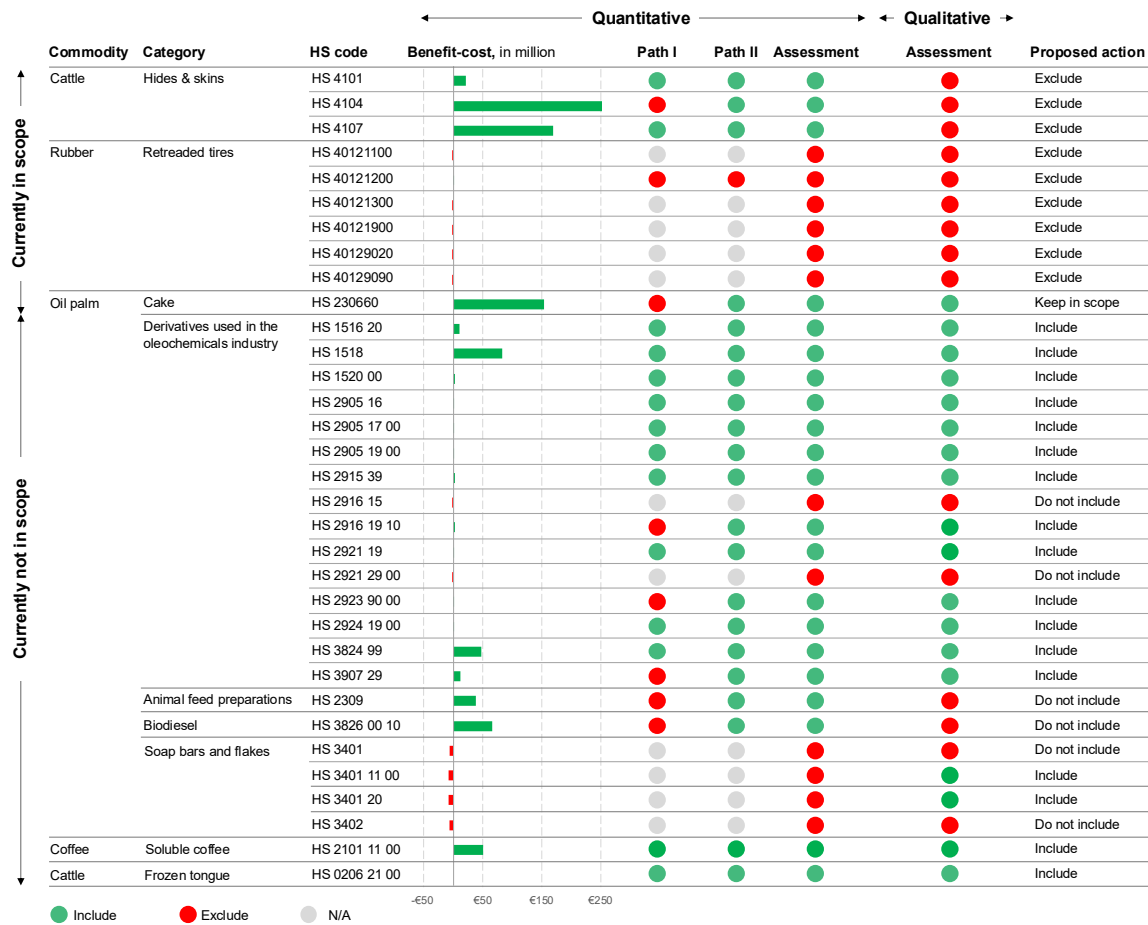 Quantitative Qualitative
Commodity Category HS code Benefit-cost, in million Path I Path II Assessment Assessment Proposed action
Currently in scope
Cattle Hides & skins HS 4101 Exclude
HS 4104 Exclude
HS 4107 Exclude
Rubber Retreaded tires HS 40121100 Exclude
HS 40121200 Exclude
HS 40121300 Exclude
HS 40121900 Exclude
HS 40129020 Exclude
HS 40129090 Exclude
Oil palm Cake HS 230660 Keep in scope
Currently not in scope
Derivatives used in the HS 1516 20 Include
oleochemicals industry
HS 1518 Include
HS 1520 00 Include
HS 2905 16 Include
HS 2905 17 00 Include
HS 2905 19 00 Include
HS 2915 39 Include
HS 2916 15 Do not include
HS 2916 19 10 Include
HS 2921 19 Include
HS 2921 29 00 Do not include
HS 2923 90 00 Include
HS 2924 19 00 Include
HS 3824 99 Include
HS 3907 29 Include
Animal feed preparations HS 2309 Do not include
Biodiesel HS 3826 00 10 Do not include
Soap bars and flakes HS 3401 Do not include
HS 3401 11 00 Include
HS 3401 20 Include
HS 3402 Do not include
Coffee Soluble coffee HS 2101 11 00 Include
Cattle Frozen tongue HS 0206 21 00 Include
-€50 €50 €150 €250
Include Exclude N/A